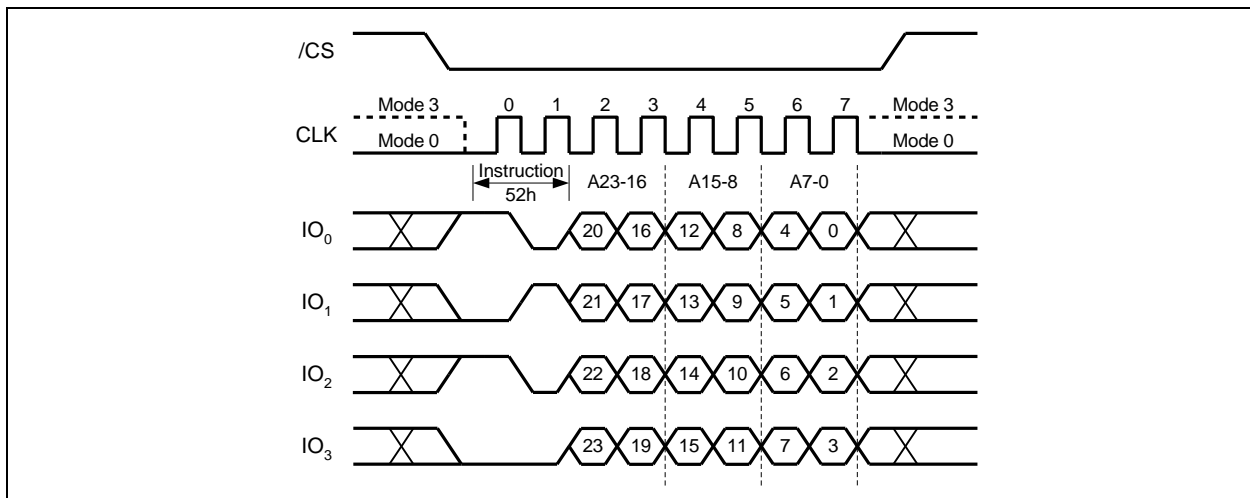 /CS
Mode 3 0 1 2 3 4 5 6 7 Mode 3
CLK
Mode 0 Mode 0
Instruction
52h
A23-16 A15-8 A7-0
IO0 20 16 12 8 4 0
IO1 21 17 13 9 5 1
IO2 22 18 14 10 6 2
IO3 23 19 15 11 7 3